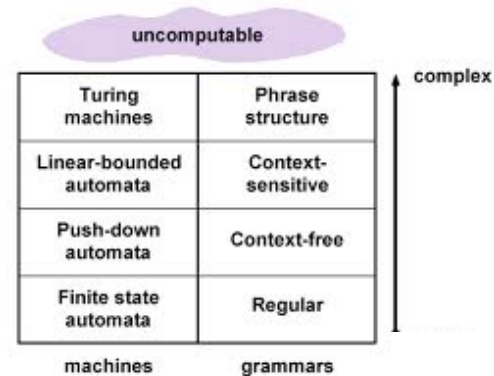 uncomputable
complex
Turing
machines
Phrase
structure
Linear-bounded
automata
Context-
sensitive
Push-down
automata
Context-free
Finite state
automata
Regular
machines
grammars